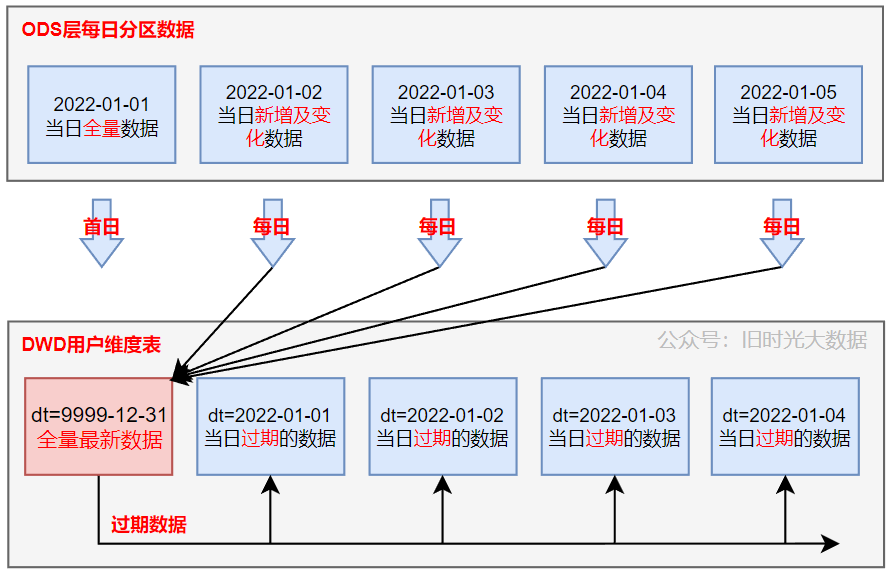 ODS层每日分区数据
2022-01-01
当日全量数据
2022-01-02
当日新增及变
化数据
2022-01-03
当日新增及变
化数据
2022-01-04
当日新增及变
化数据
2022-01-05
当日新增及变
化数据
首日
每日
每日
每日
每日
DWD用户维度表
公众号：旧时光大数据
dt=9999-12-31
全量最新数据
dt=2022-01-01
当日过期的数据
dt=2022-01-02
当日过期的数据
dt=2022-01-03
当日过期的数据
dt=2022-01-04
当日过期的数据
过期数据